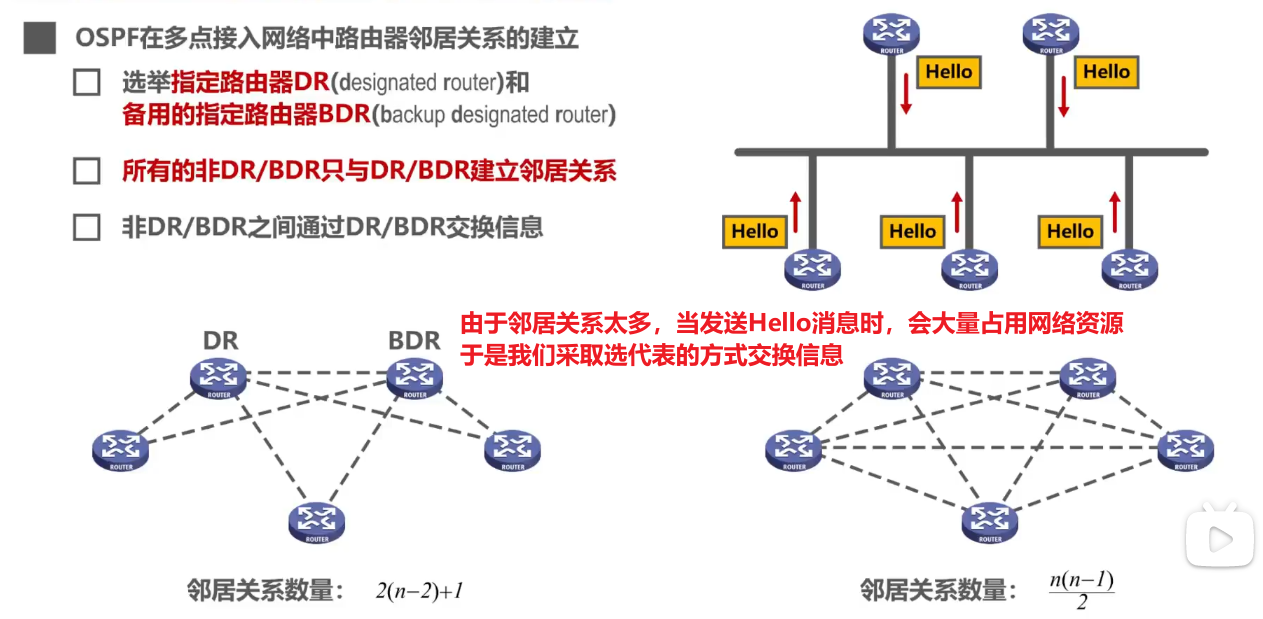 OSPF在多点接入网络中路由器邻居关系的建立
选举指定路由器DR(designated router)和
备用的指定路由器BDR(backup designated router)
所有的非DR/BDR只与DR/BDR建立邻居关系
非DR/BDR之间通过DR/BDR交换信息
ROUTER
ROUTER
Hello
Hello
Hello
Hello
Hello
ROUTER
ROUTER
ROUTER
由于邻居关系太多，当发送Hello消息时，会大量占用网络资源
于是我们采取选代表的方式交换信息
DR
BDR
ROUTER
ROUTER
ROUTER
ROUTER
ROUTER
邻居关系数量： 2(n-2)+1
ROUTER
ROUTER
ROUTER
ROUTER
ROUTER
邻居关系数量： n(n-1)
2